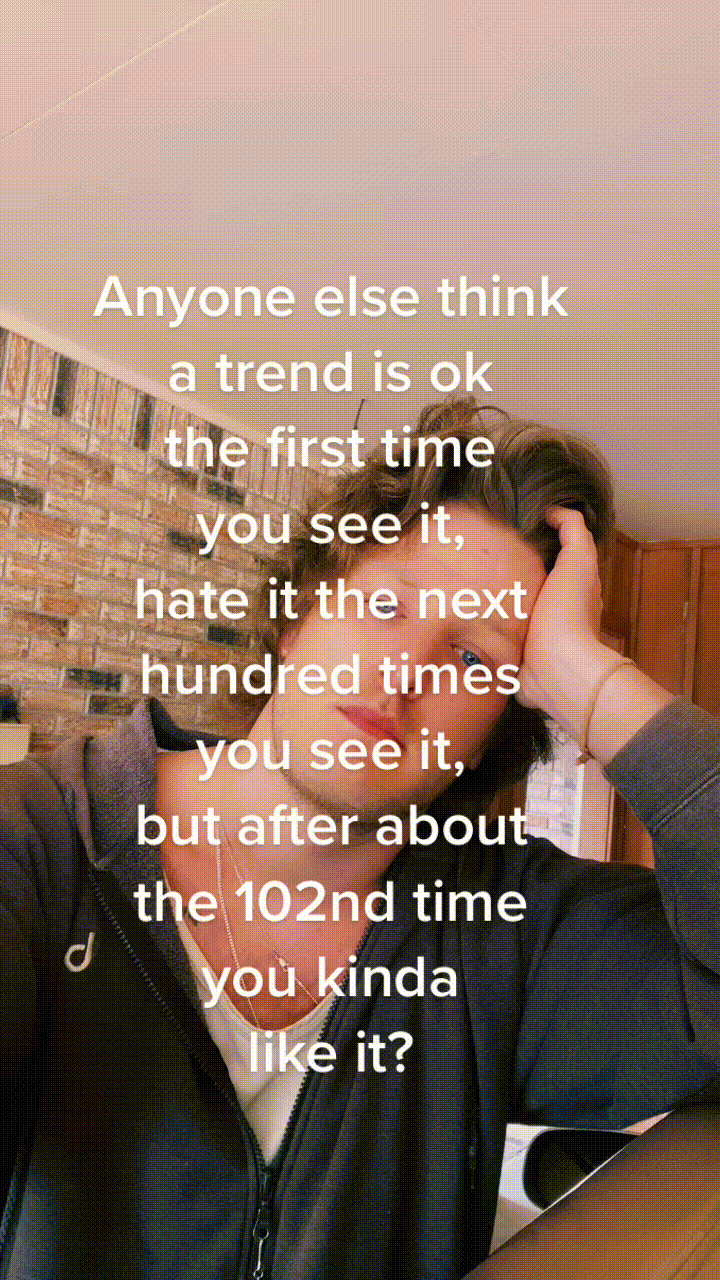 Anyone else think
a trend is ok
the first time
you see it,
hate it the next
hundred times
you see it,
but after about
the 102nd time
you kinda
like it?